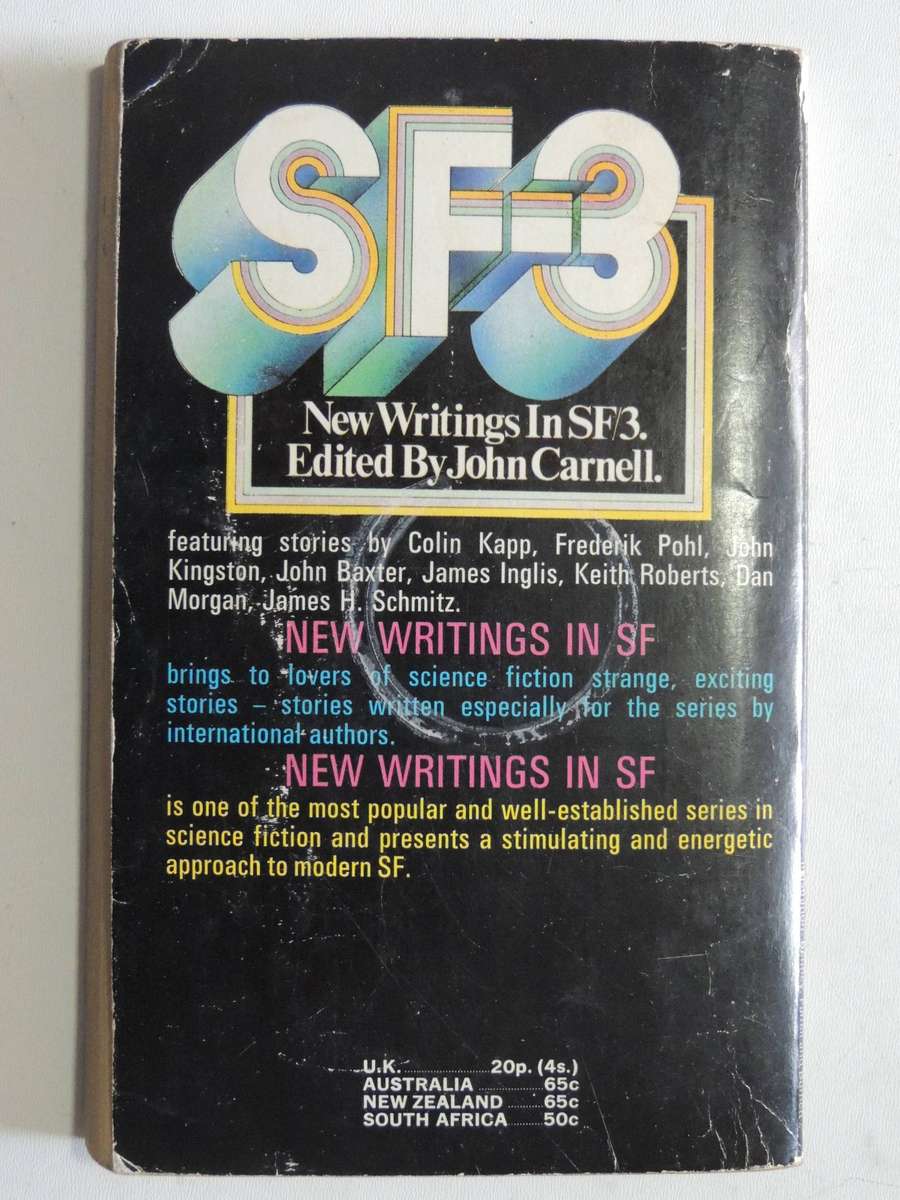 SF-3
New Writings In SF/3.
Edited By John Carnell.
featuring stories by Colin Kapp, Frederik Pohl, John
Kingston, John Baxter, James Inglis, Keith Roberts, Dan
Morgan, James H. Schmitz.
NEW WRITINGS IN SF
brings to lovers of science fiction strange, exciting
stories – stories written especially for the series by
international authors.
NEW WRITINGS IN SF
is one of the most popular and well-established series in
science fiction and presents a stimulating and energetic
approach to modern SF.
U.K. ........................ 20p. (4s.)
AUSTRALIA .................. 65c
NEW ZEALAND .......... 65c
SOUTH AFRICA ......... 50c